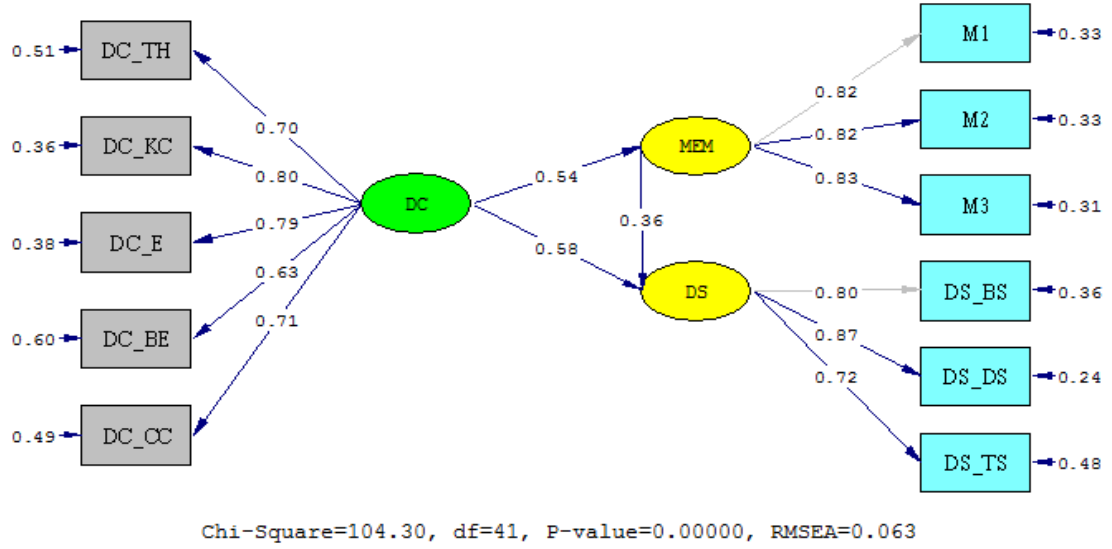 0.51 DC_TH
0.36 DC_KC
0.38 DC_E
0.60 DC_BE
0.49 DC_CC
0.70
0.80
0.79
0.63
0.71
DC
0.54
0.58
MEM
0.36
DS
0.82
0.82
0.83
0.80
0.87
0.72
M1 0.33
M2 0.33
M3 0.31
DS_BS 0.36
DS_DS 0.24
DS_TS 0.48
Chi-Square=104.30, df=41, P-value=0.00000, RMSEA=0.063